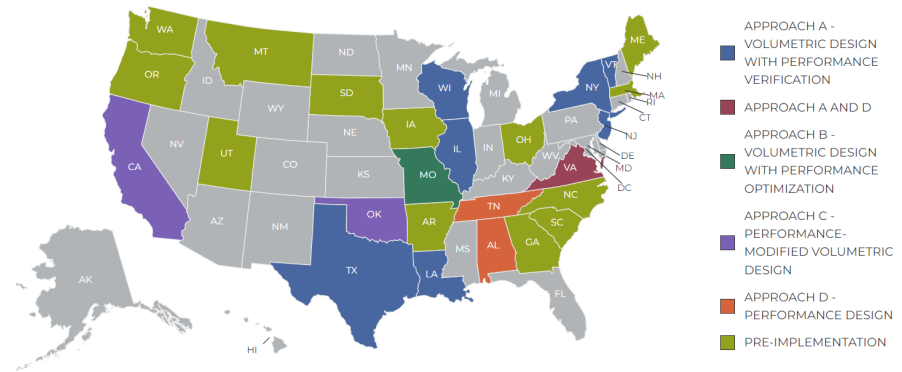 WA
OR
CA
ID
NV
MT
WY
UT
AZ
CO
NM
ND
SD
NE
KS
OK
TX
MN
IA
MO
AR
LA
WI
IL
MI
IN
OH
KY
TN
MS
AL
GA
FL
SC
NC
VA
WV
PA
NY
VT
ME
NH
MA
RI
CT
NJ
DE
MD
DC
AK
HI
APPROACH A -
VOLUMETRIC DESIGN
WITH PERFORMANCE
VERIFICATION
APPROACH A AND D
APPROACH B -
VOLUMETRIC DESIGN
WITH PERFORMANCE
OPTIMIZATION
APPROACH C -
PERFORMANCE-
MODIFIED VOLUMETRIC
DESIGN
APPROACH D -
PERFORMANCE DESIGN
PRE-IMPLEMENTATION